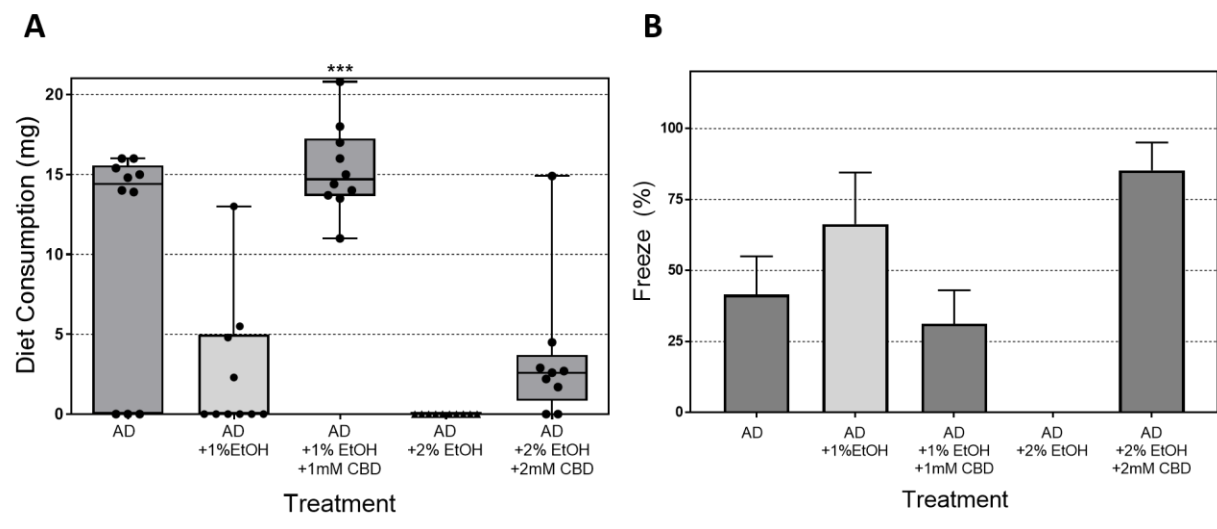 A
***
Diet Consumption (mg)
20
15
10
5
0
AD
AD
+1%EtOH
AD
+1% EtOH
+1mM CBD
AD
+2% EtOH
AD
+2% EtOH
+2mM CBD
Treatment
B
Freeze (%)
100
75
50
25
0
AD
AD
+1%EtOH
AD
+1% EtOH
+1mM CBD
AD
+2% EtOH
AD
+2% EtOH
+2mM CBD
Treatment